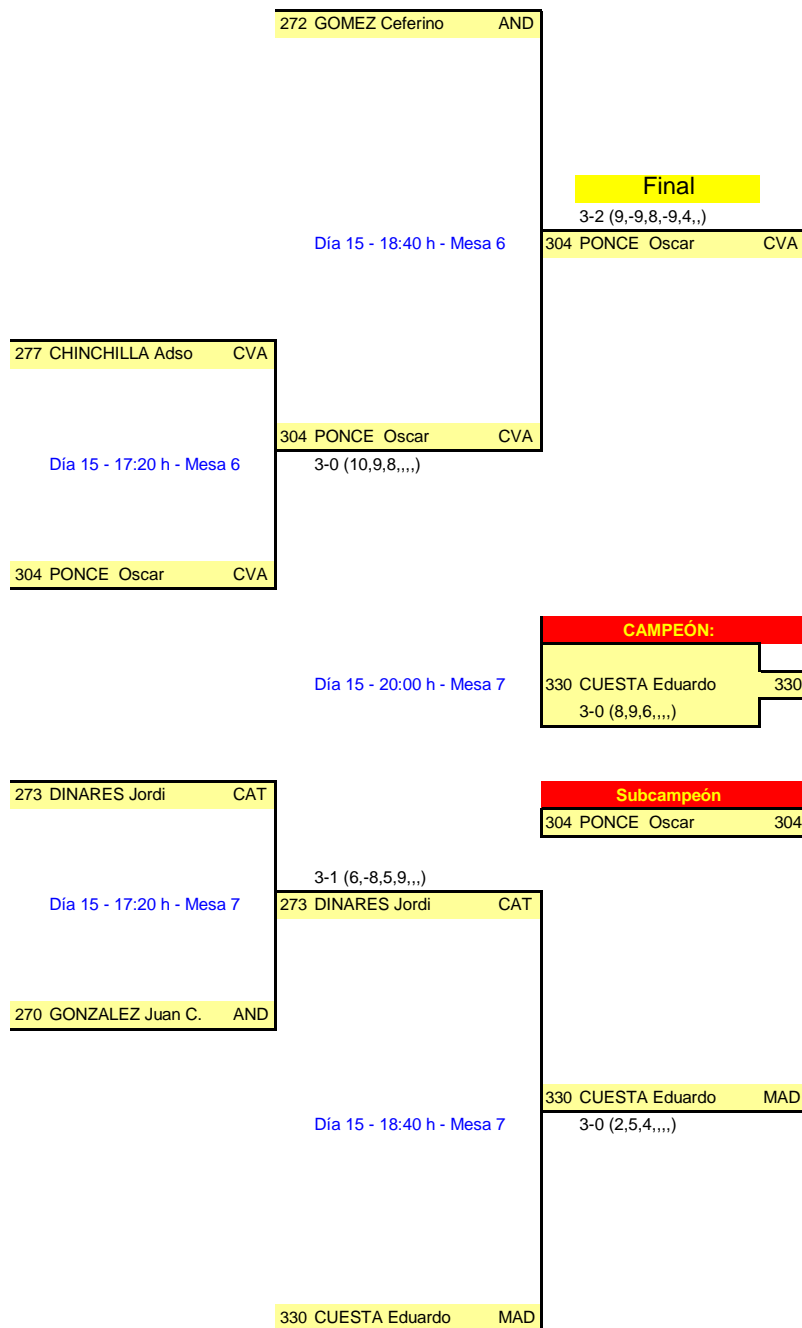 272 GOMEZ Ceferino AND
Final
3-2 (9,-9,8,-9,4,,)
Día 15 - 18:40 h - Mesa 6 304 PONCE  Oscar CVA
277 CHINCHILLA Adso CVA
304 PONCE  Oscar CVA
Día 15 - 17:20 h - Mesa 6 3-0 (10,9,8,,,,)
304 PONCE  Oscar CVA
CAMPEÓN:
Día 15 - 20:00 h - Mesa 7 330 CUESTA Eduardo 330
3-0 (8,9,6,,,,)
273 DINARES Jordi CAT Subcampeón
304 PONCE  Oscar 304
3-1 (6,-8,5,9,,,)
Día 15 - 17:20 h - Mesa 7 273 DINARES Jordi CAT
270 GONZALEZ Juan C. AND
330 CUESTA Eduardo MAD
Día 15 - 18:40 h - Mesa 7 3-0 (2,5,4,,,,)
330 CUESTA Eduardo MAD